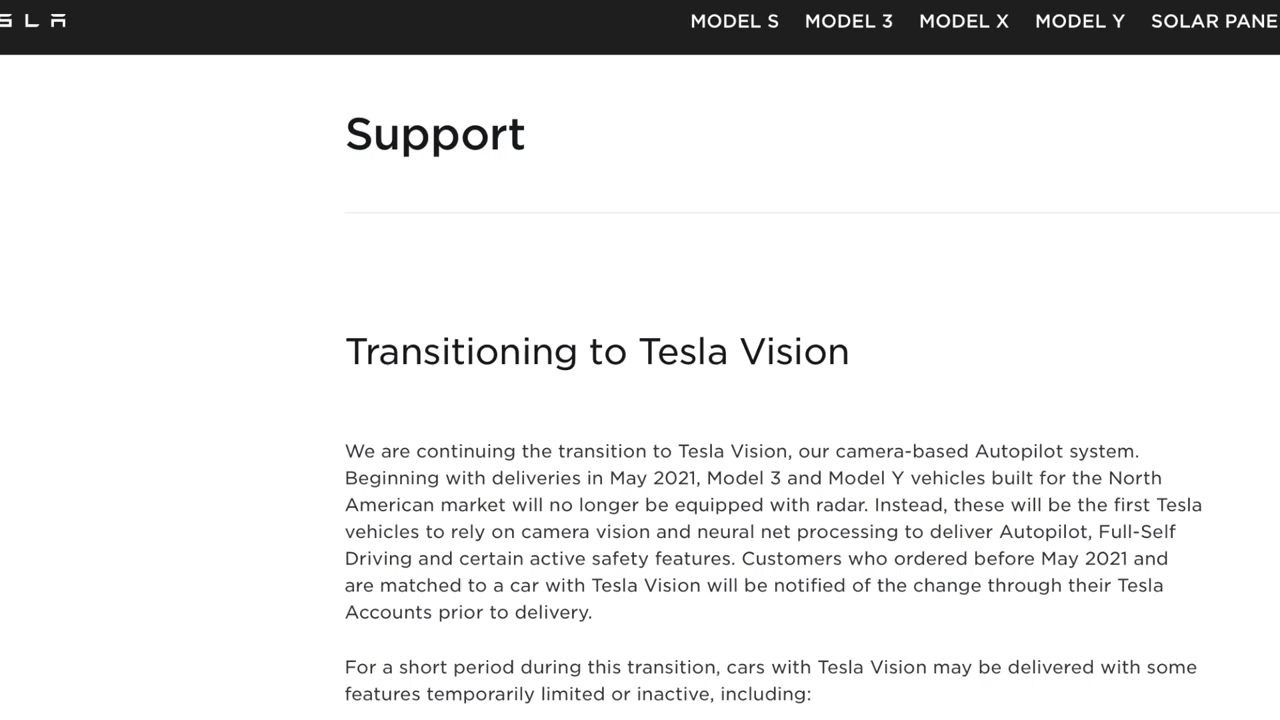 SLA
MODEL S MODEL 3 MODEL X MODEL Y SOLAR PANE
Support
Transitioning to Tesla Vision
We are continuing the transition to Tesla Vision, our camera-based Autopilot system.
Beginning with deliveries in May 2021, Model 3 and Model Y vehicles built for the North
American market will no longer be equipped with radar. Instead, these will be the first Tesla
vehicles to rely on camera vision and neural net processing to deliver Autopilot, Full-Self
Driving and certain active safety features. Customers who ordered before May 2021 and
are matched to a car with Tesla Vision will be notified of the change through their Tesla
Accounts prior to delivery.
For a short period during this transition, cars with Tesla Vision may be delivered with some
features temporarily limited or inactive, including: